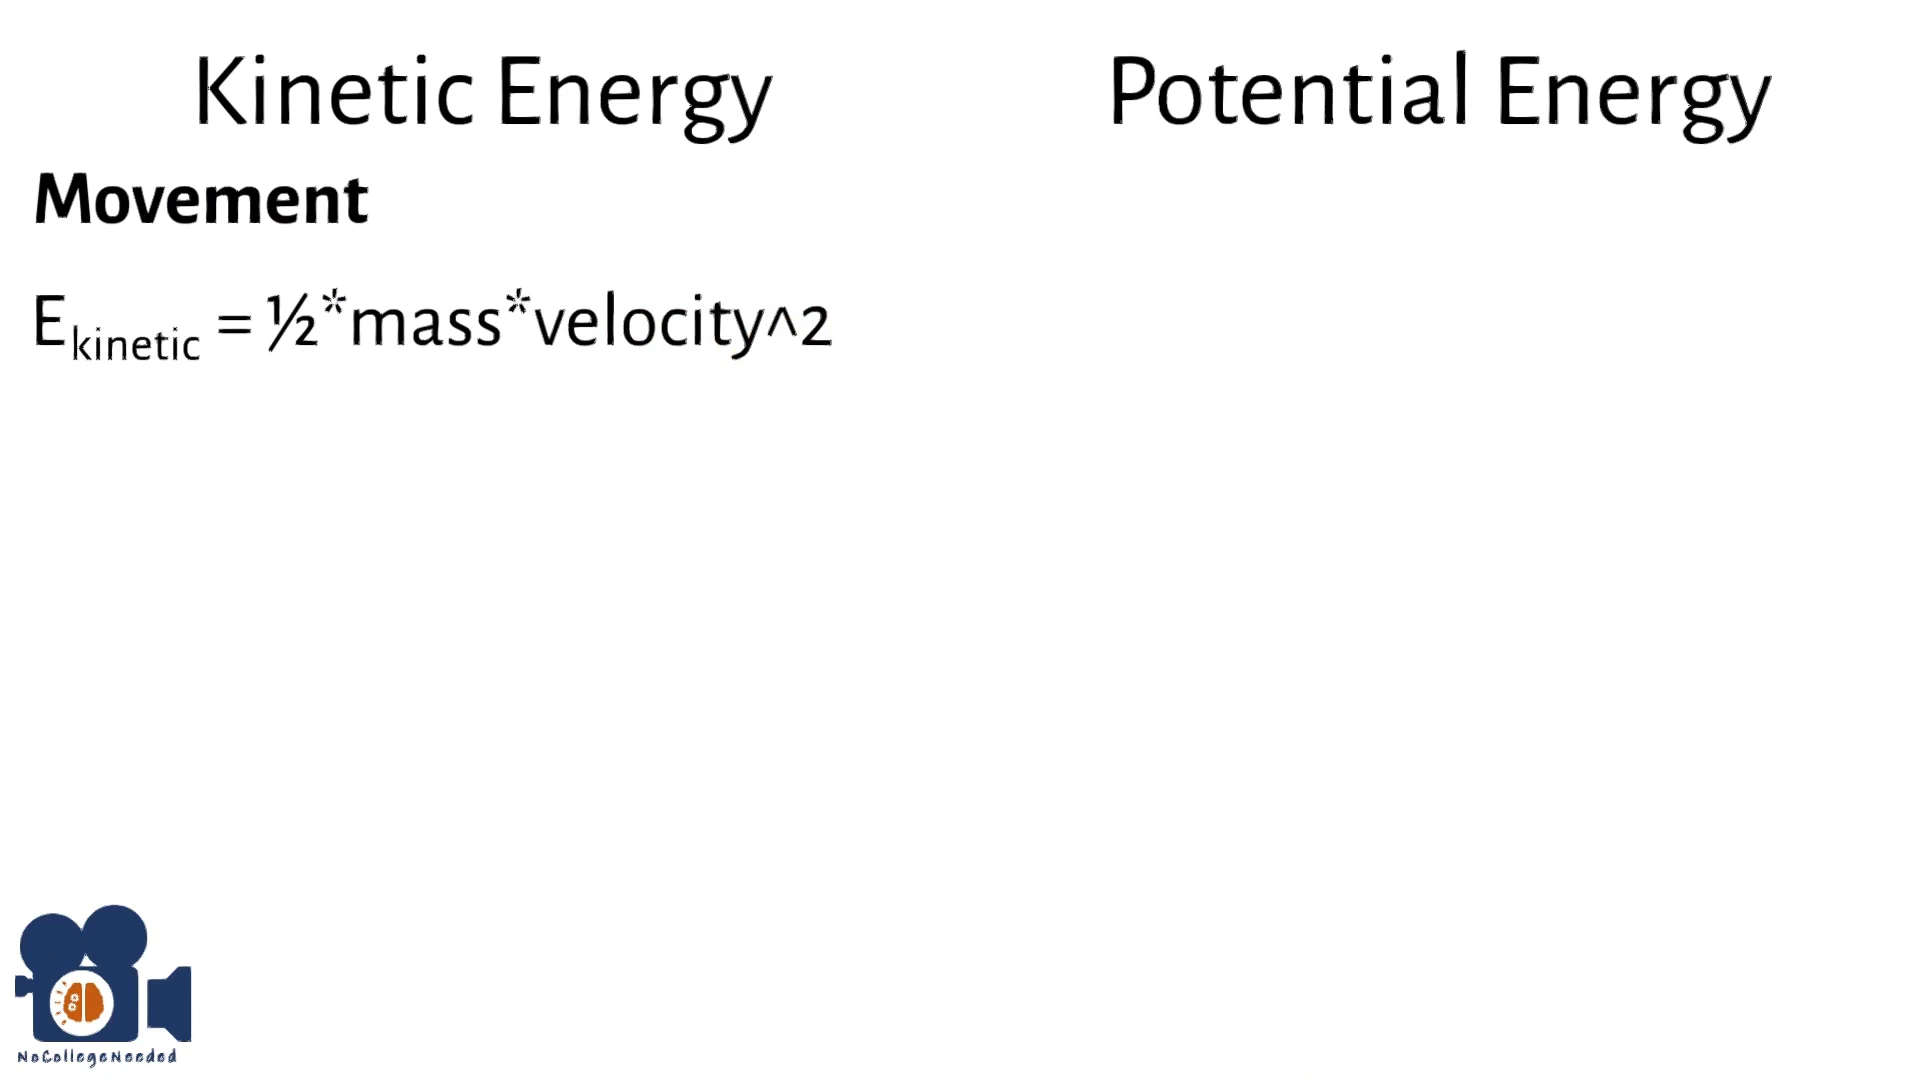 Kinetic Energy
Potential Energy
Movement
Ekinetic = ½*mass*velocity^2
NoCollegeNeeded